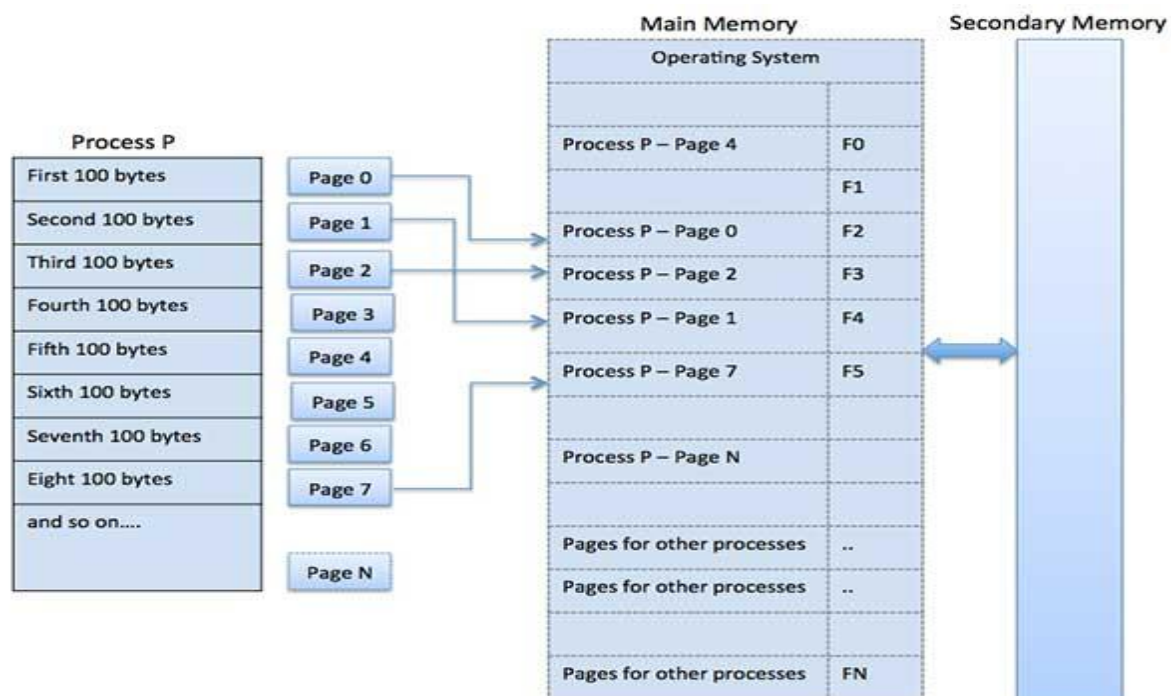 Main Memory
Secondary Memory
Operating System
Process P
First 100 bytes
Second 100 bytes
Third 100 bytes
Fourth 100 bytes
Fifth 100 bytes
Sixth 100 bytes
Seventh 100 bytes
Eight 100 bytes
and so on....
Page 0
Page 1
Page 2
Page 3
Page 4
Page 5
Page 6
Page 7
Page N
Process P – Page 4 F0
F1
Process P – Page 0 F2
Process P – Page 2 F3
Process P – Page 1 F4
Process P – Page 7 F5
Process P – Page N
Pages for other processes ..
Pages for other processes ..
Pages for other processes FN